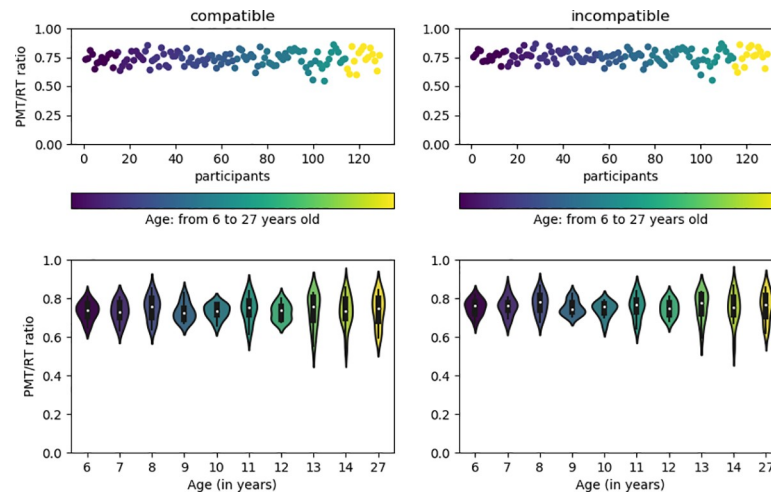 compatible
incompatible
1.00
0.75
0.50
0.25
0.00
PMT/RT ratio
0 20 40 60 80 100 120
participants
1.00
0.75
0.50
0.25
0.00
0 20 40 60 80 100 120
participants
Age: from 6 to 27 years old
Age: from 6 to 27 years old
1.0
0.8
0.6
0.4
0.2
0.0
PMT/RT ratio
6 7 8 9 10 11 12 13 14 27
Age (in years)
1.0
0.8
0.6
0.4
0.2
0.0
6 7 8 9 10 11 12 13 14 27
Age (in years)